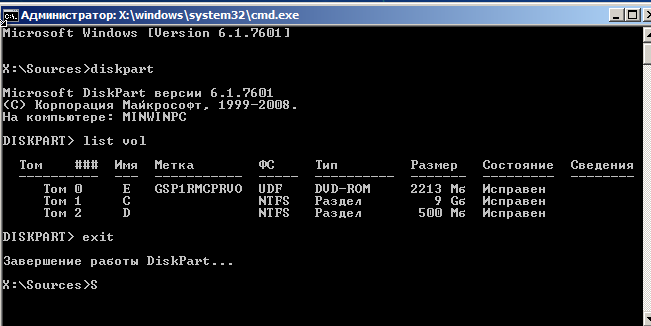 Администратор: X:\windows\system32\cmd.exe
Microsoft Windows [Version 6.1.7601]
X:\Sources>diskpart
Microsoft DiskPart версии 6.1.7601
(C) Корпорация Майкрософт, 1999-2008.
На компьютере: MINWINPC
DISKPART> list vol
Том ### Имя Метка ФС Тип Размер Состояние Сведения
Том 0 E GSP1RMCPRVO UDF DVD-ROM 2213 Мб Исправен
Том 1 C NTFS Раздел 9 Gб Исправен
Том 2 D NTFS Раздел 500 Мб Исправен
DISKPART> exit
Завершение работы DiskPart...
X:\Sources>S